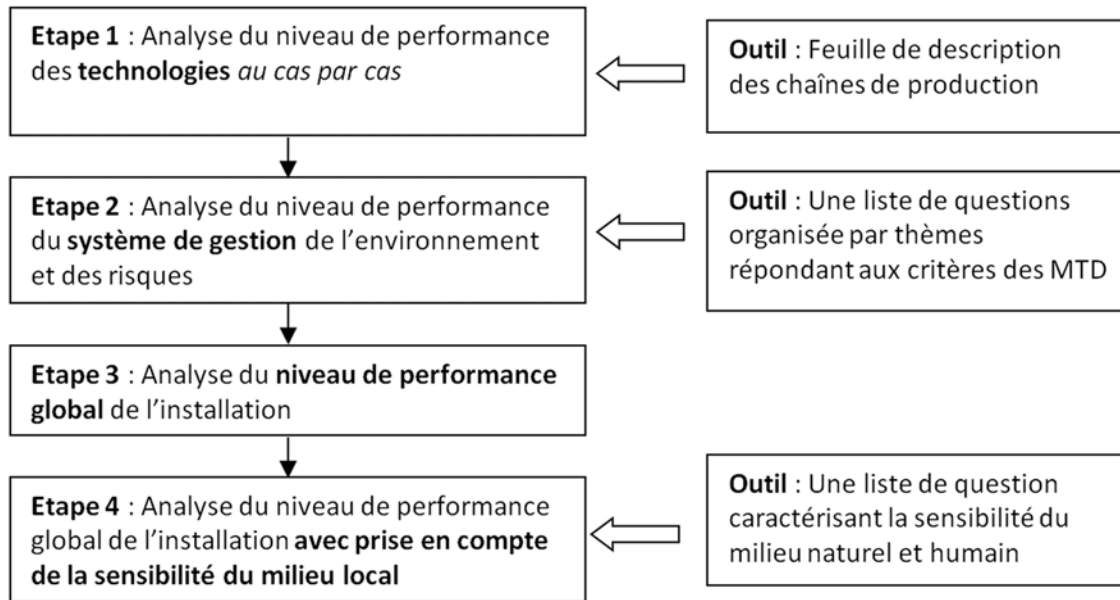 Etape 1 : Analyse du niveau de performance
des technologies au cas par cas
Outil : Feuille de description
des chaînes de production
Etape 2 : Analyse du niveau de performance
du système de gestion de l'environnement
et des risques
Outil : Une liste de questions
organisée par thèmes
répondant aux critères des MTD
Etape 3 : Analyse du niveau de performance
global de l'installation
Etape 4 : Analyse du niveau de performance
global de l'installation avec prise en compte
de la sensibilité du milieu local
Outil : Une liste de question
caractérisant la sensibilité du
milieu naturel et humain